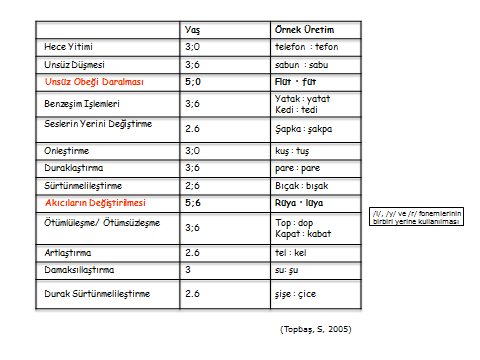 Yaş Örnek Üretim
Hece Yitimi 3;0 telefon : tefon
Ünsüz Düşmesi 3;6 sabun : sabu
Ünsüz Öbeği Daralması 5;0 Flüt · füt
Benzeşim İşlemleri 3;6 Yatak : yatat
Kedi : tedi
Seslerin Yerini Değiştirme 2.6 Şapka : şakpa
Önleştirme 3;0 kuş : tuş
Duraklaştırma 3;6 pare : pare
Sürtünmelileştirme 2;6 Bıçak : bışak
Akıcıların Değiştirilmesi 5;6 Rüya · lüya
Ötümlüleşme/ Ötümsüzleşme 3;6 Top : dop
Kapat : kabat
Artlaştırma 2.6 tel : kel
Damaksıllaştırma 3 su: şu
Durak Sürtünmelileştirme 2.6 şişe : çice
/l/, /y/ ve /r/ fonemlerinin
birbiri yerine kullanılması
(Topbaş, S, 2005)